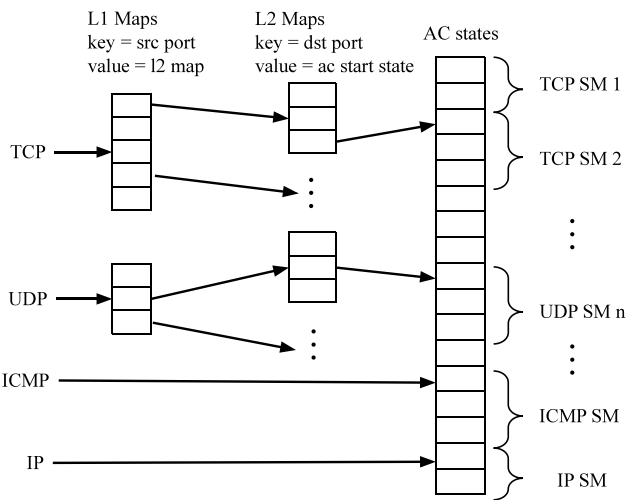 L1 Maps
key = src port
value = l2 map
L2 Maps
key = dst port
value = ac start state
AC states
TCP
UDP
ICMP
IP
TCP SM 1
TCP SM 2
UDP SM n
ICMP SM
IP SM